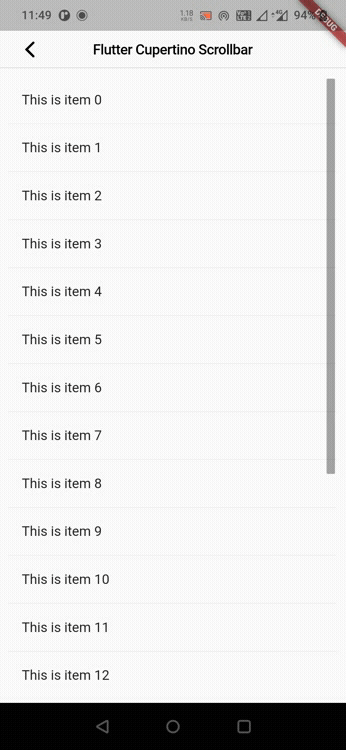 11:49
1.18
KB/S
94%
DEBUG
Flutter Cupertino Scrollbar
This is item 0
This is item 1
This is item 2
This is item 3
This is item 4
This is item 5
This is item 6
This is item 7
This is item 8
This is item 9
This is item 10
This is item 11
This is item 12